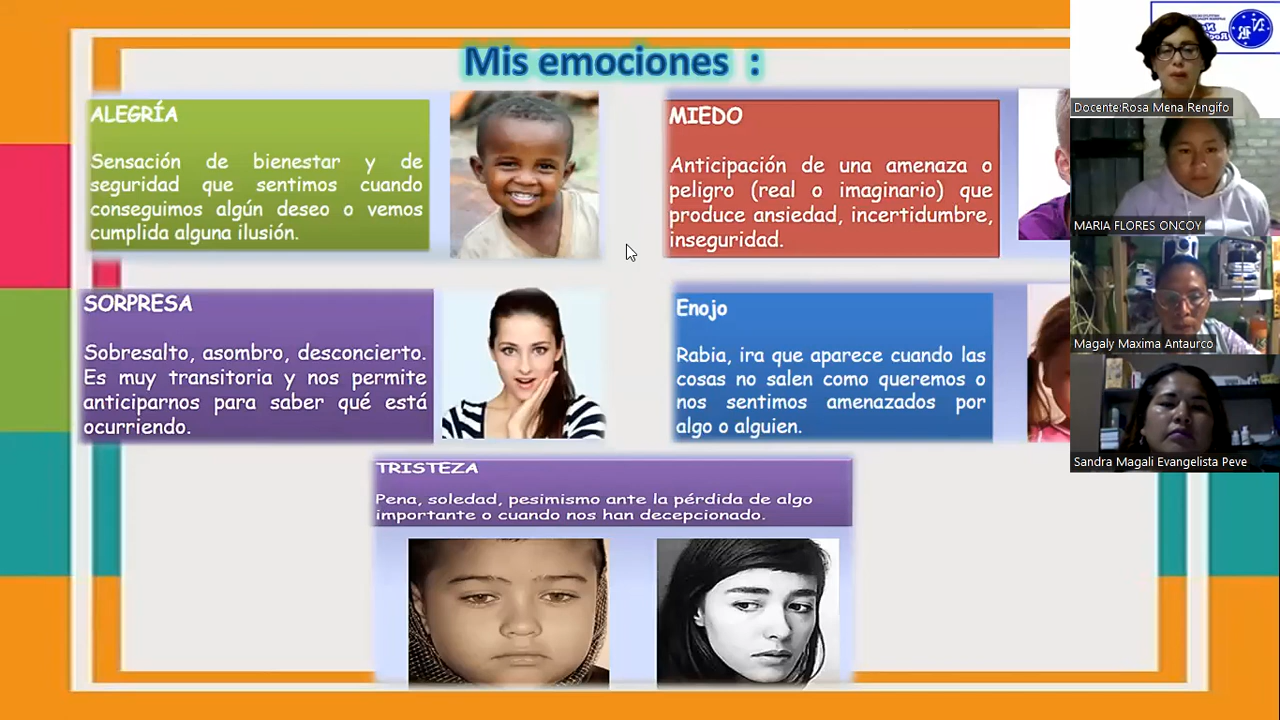 Mis emociones :
ALEGRÍA
Sensación de bienestar y de
seguridad que sentimos cuando
conseguimos algún deseo o vemos
cumplida alguna ilusión.
MIEDO
Anticipación de una amenaza o
peligro (real o imaginario) que
produce ansiedad, incertidumbre,
inseguridad.
SORPRESA
Sobresalto, asombro, desconcierto.
Es muy transitoria y nos permite
anticiparnos para saber qué está
ocurriendo.
Enojo
Rabia, ira que aparece cuando las
cosas no salen como queremos o
nos sentimos amenazados por
algo o alguien.
TRISTEZA
Pena, soledad, pesimismo ante la pérdida de algo
importante o cuando nos han decepcionado.
Docente:Rosa Mena Rengifo
MARIA FLORES ONCOY
Magaly Maxima Antaurco
Sandra Magali Evangelista Peve